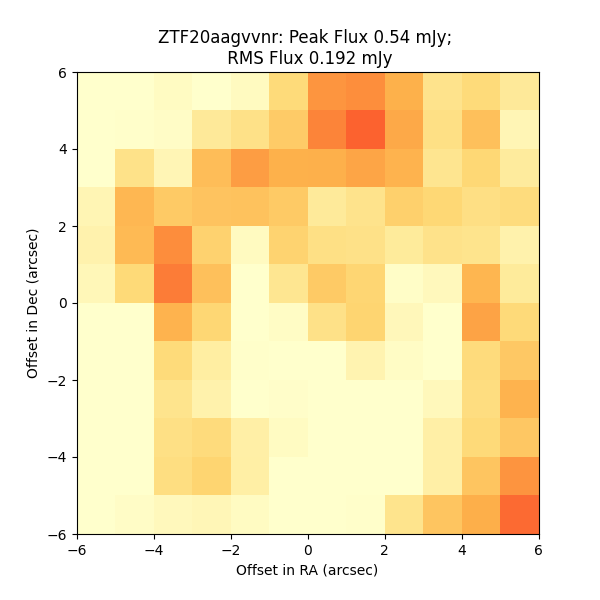 ZTF20aagvvnr: Peak Flux 0.54 mJy;
RMS Flux 0.192 mJy
6
4
2
0
−2
−4
−6
Offset in Dec (arcsec)
−6 −4 −2 0 2 4 6
Offset in RA (arcsec)